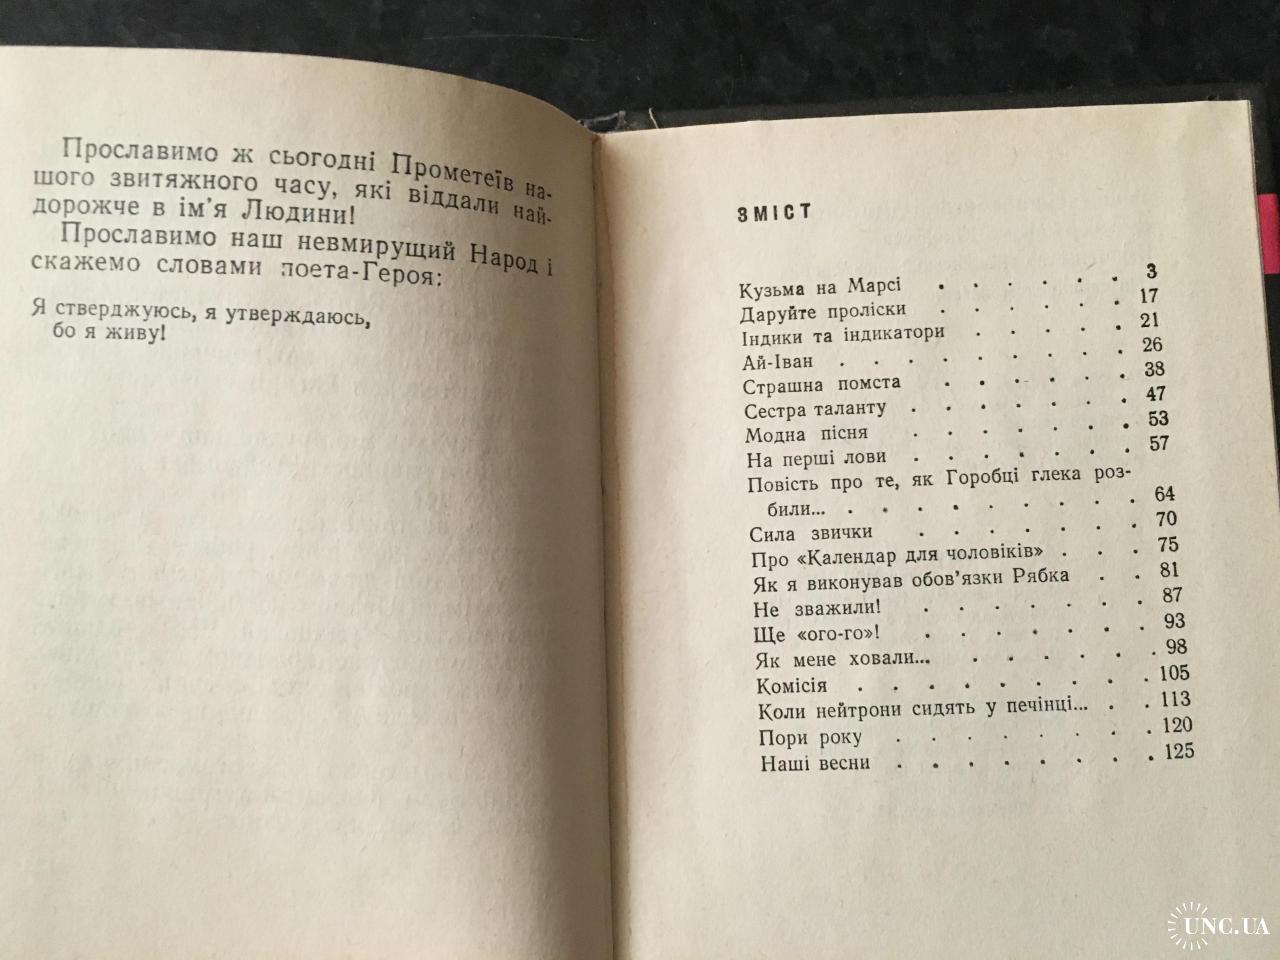 Прославимо ж сьогодні Прометеїв на-
шого звитяжного часу, які віддали най-
дорожче в ім’я Людини!
Прославимо наш невмирущий Народ і
скажемо словами поета-Героя:
Я стверджуюсь, я утверждаюсь,
бо я живу!
ЗМІСТ
Кузьма на Марсі . . . . . . 3
Даруйте проліски . . . . . . 17
Індики та індикатори . . . . . 21
Ай-Іван . . . . . . . . . 26
Страшна помста . . . . . . 38
Сестра таланту . . . . . . . 47
Модна пісня . . . . . . . 53
На перші лови . . . . . . . 57
Повість про те, як Горобці глека роз-
били... . . . . . . . . . 64
Сила звички . . . . . . . 70
Про «Календар для чоловіків» . . . 75
Як я виконував обов’язки Рябка . . 81
Не зважили! . . . . . . . 87
Ще «ого-го»! . . . . . . . 93
Як мене ховали... . . . . . . 98
Комісія . . . . . . . . . 105
Коли нейтрони сидять у печінці... . . 113
Пори року . . . . . . . 120
Наші весни . . . . . . . . 125
UNC.UA